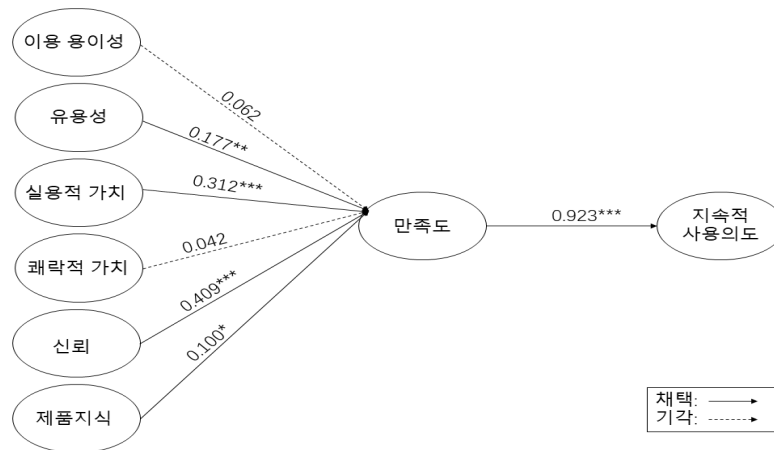 이용 용이성
0.062
유용성
0.177**
실용적 가치
0.312***
만족도
0.923***
지속적
사용의도
쾌락적 가치
0.042
신뢰
0.409***
제품지식
0.100*
채택:
기각: